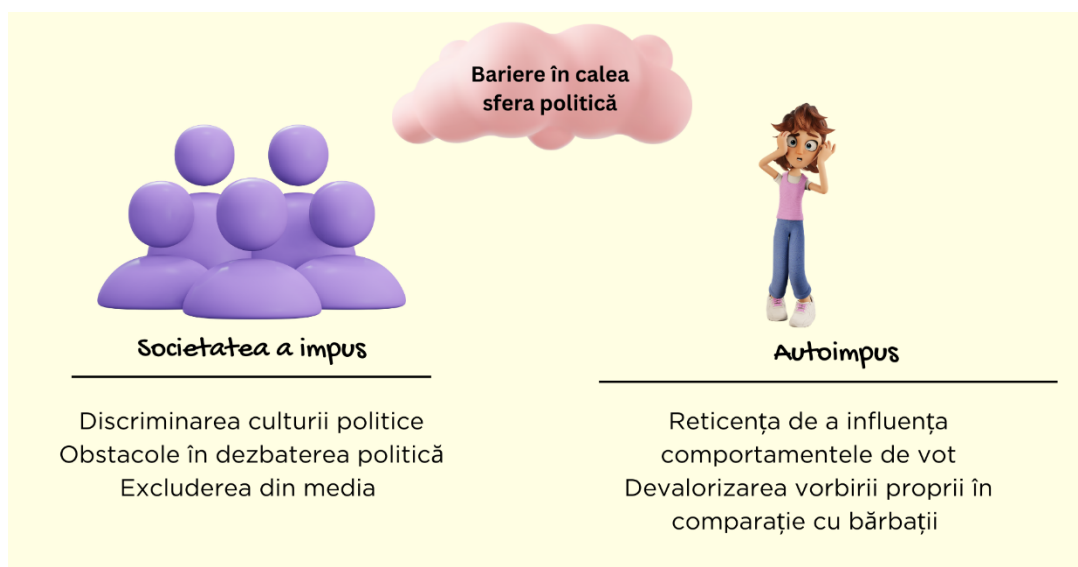 Bariere în calea
sfera politică
Societatea a impus
Discriminarea culturii politice
Obstacole în dezbaterea politică
Excluderea din media
Autoimpus
Reticența de a influența
comportamentele de vot
Devalorizarea vorbirii proprii în
comparație cu bărbații